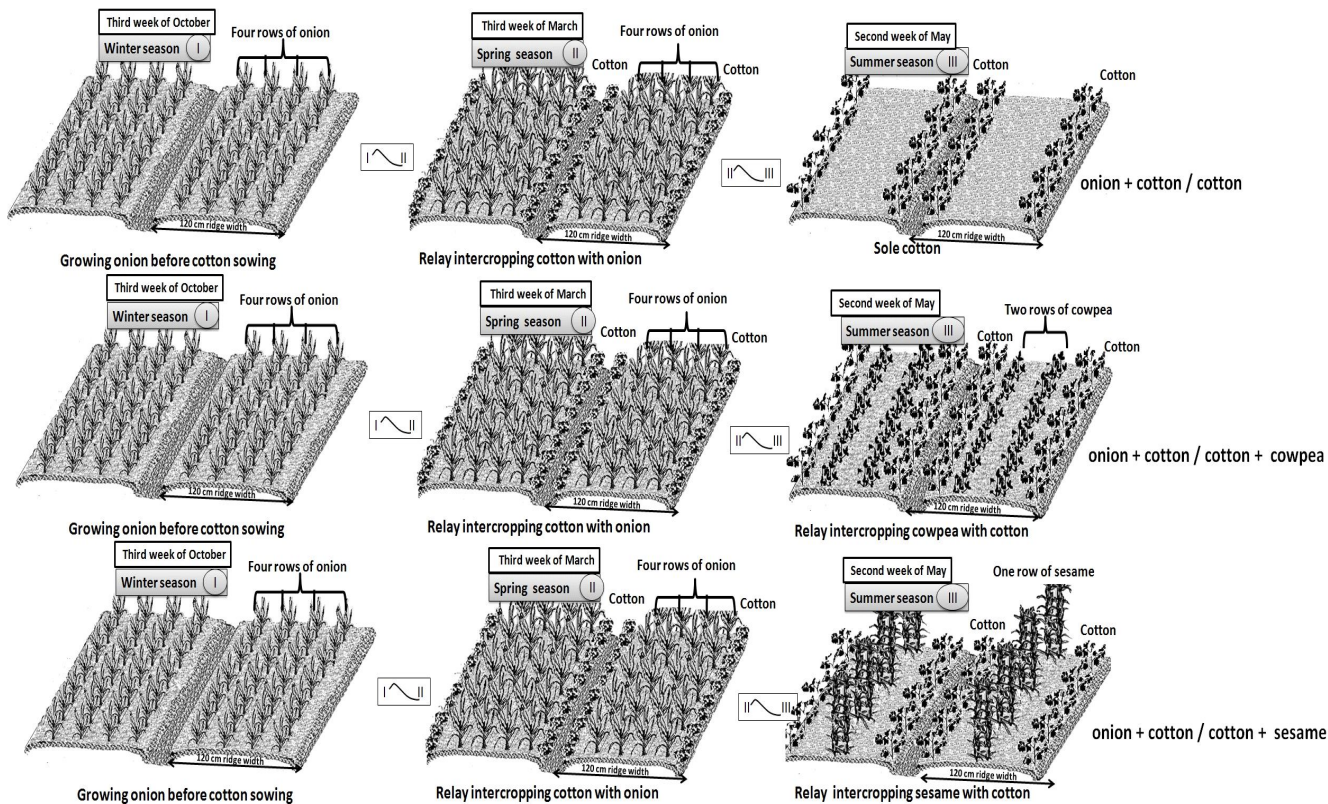 Third week of October
Winter season I
Four rows of onion
120 cm ridge width
Growing onion before cotton sowing
I II
Third week of March
Spring season II
Four rows of onion
Cotton
Cotton
120 cm ridge width
Relay intercropping cotton with onion
II III
Second week of May
Summer season III
Cotton
Cotton
120 cm ridge width
Sole cotton
onion + cotton / cotton
Third week of October
Winter season I
Four rows of onion
120 cm ridge width
Growing onion before cotton sowing
I II
Third week of March
Spring season II
Four rows of onion
Cotton
Cotton
120 cm ridge width
Relay intercropping cotton with onion
II III
Second week of May
Summer season III
Two rows of cowpea
Cotton
Cotton
120 cm ridge width
Relay intercropping cowpea with cotton
onion + cotton / cotton + cowpea
Third week of October
Winter season I
Four rows of onion
120 cm ridge width
Growing onion before cotton sowing
I II
Third week of March
Spring season II
Four rows of onion
Cotton
Cotton
120 cm ridge width
Relay intercropping cotton with onion
II III
Second week of May
Summer season III
One row of sesame
Cotton
Cotton
120 cm ridge width
Relay intercropping sesame with cotton
onion + cotton / cotton + sesame